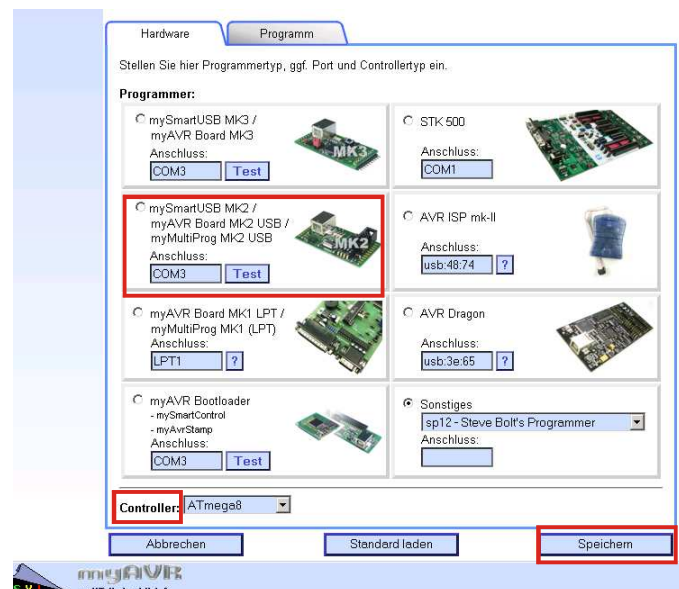 Hardware
Programm
Stellen Sie hier Programmertyp, ggf. Port und Controllertyp ein.
Programmer:
mySmartUSB MK3 /
myAVR Board MK3
Anschluss:
COM3
Test
MK3
STK 500
Anschluss:
COM1
mySmartUSB MK2 /
myAVR Board MK2 USB /
myMultiProg MK2 USB
Anschluss:
COM3
Test
MK2
AVR ISP mk-II
Anschluss:
usb:48:74
?
myAVR Board MK1 LPT /
myMultiProg MK1 (LPT)
Anschluss:
LPT1
?
AVR Dragon
Anschluss:
usb:3e:65
?
myAVR Bootloader
- mySmartControl
- myAvrStamp
Anschluss:
COM3
Test
Sonstiges
sp12 - Steve Bolt's Programmer
Anschluss:
Controller:
ATmega8
Abbrechen
Standard laden
Speichern
myAVR